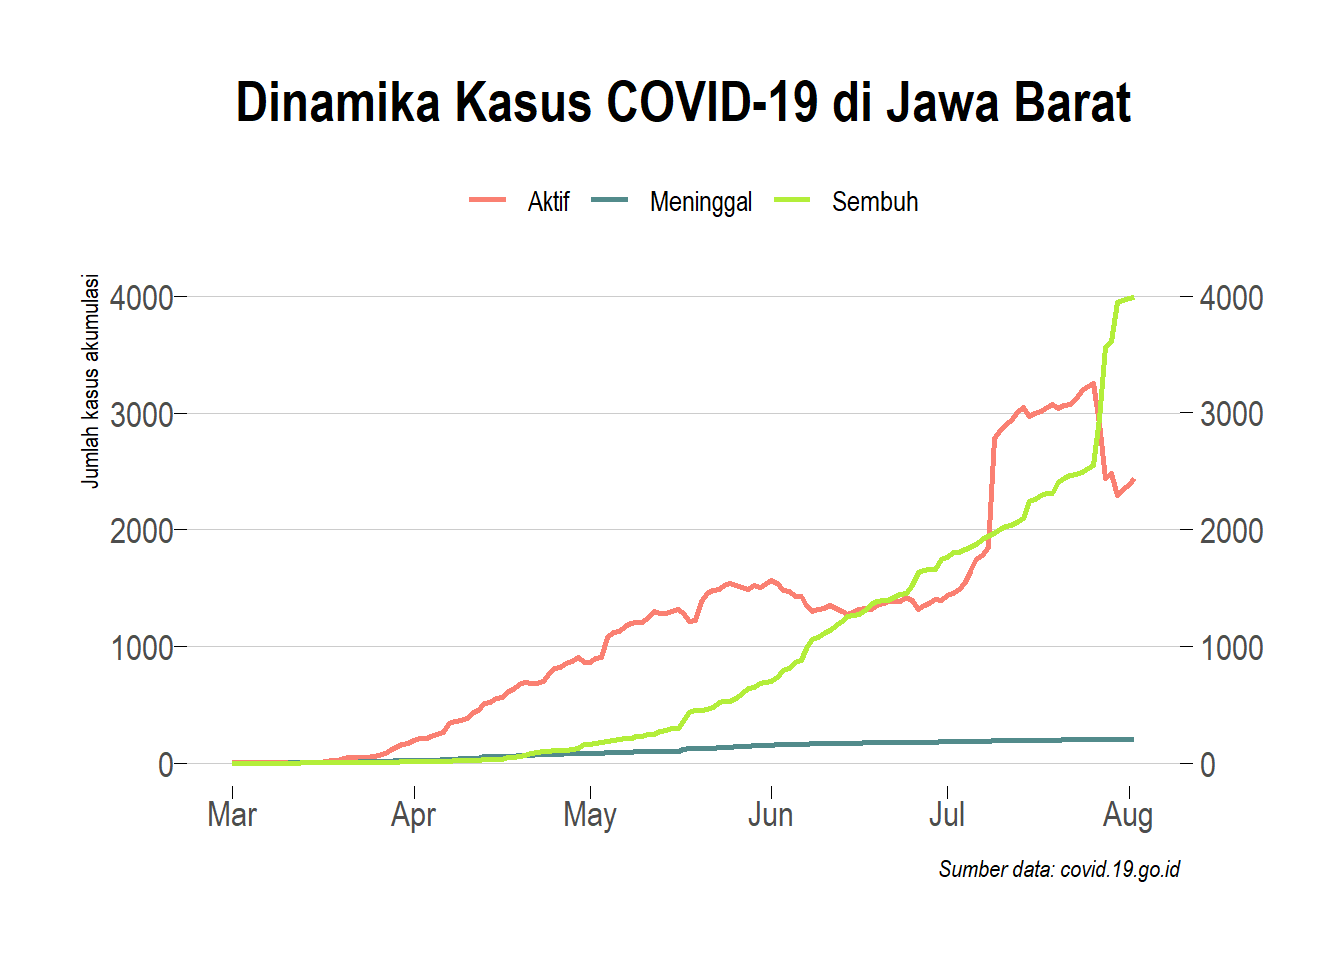 Dinamika Kasus COVID-19 di Jawa Barat
Aktif Meninggal Sembuh
Jumlah kasus akumulasi
4000 4000
3000 3000
2000 2000
1000 1000
0 0
Mar Apr May Jun Jul Aug
Sumber data: covid.19.go.id